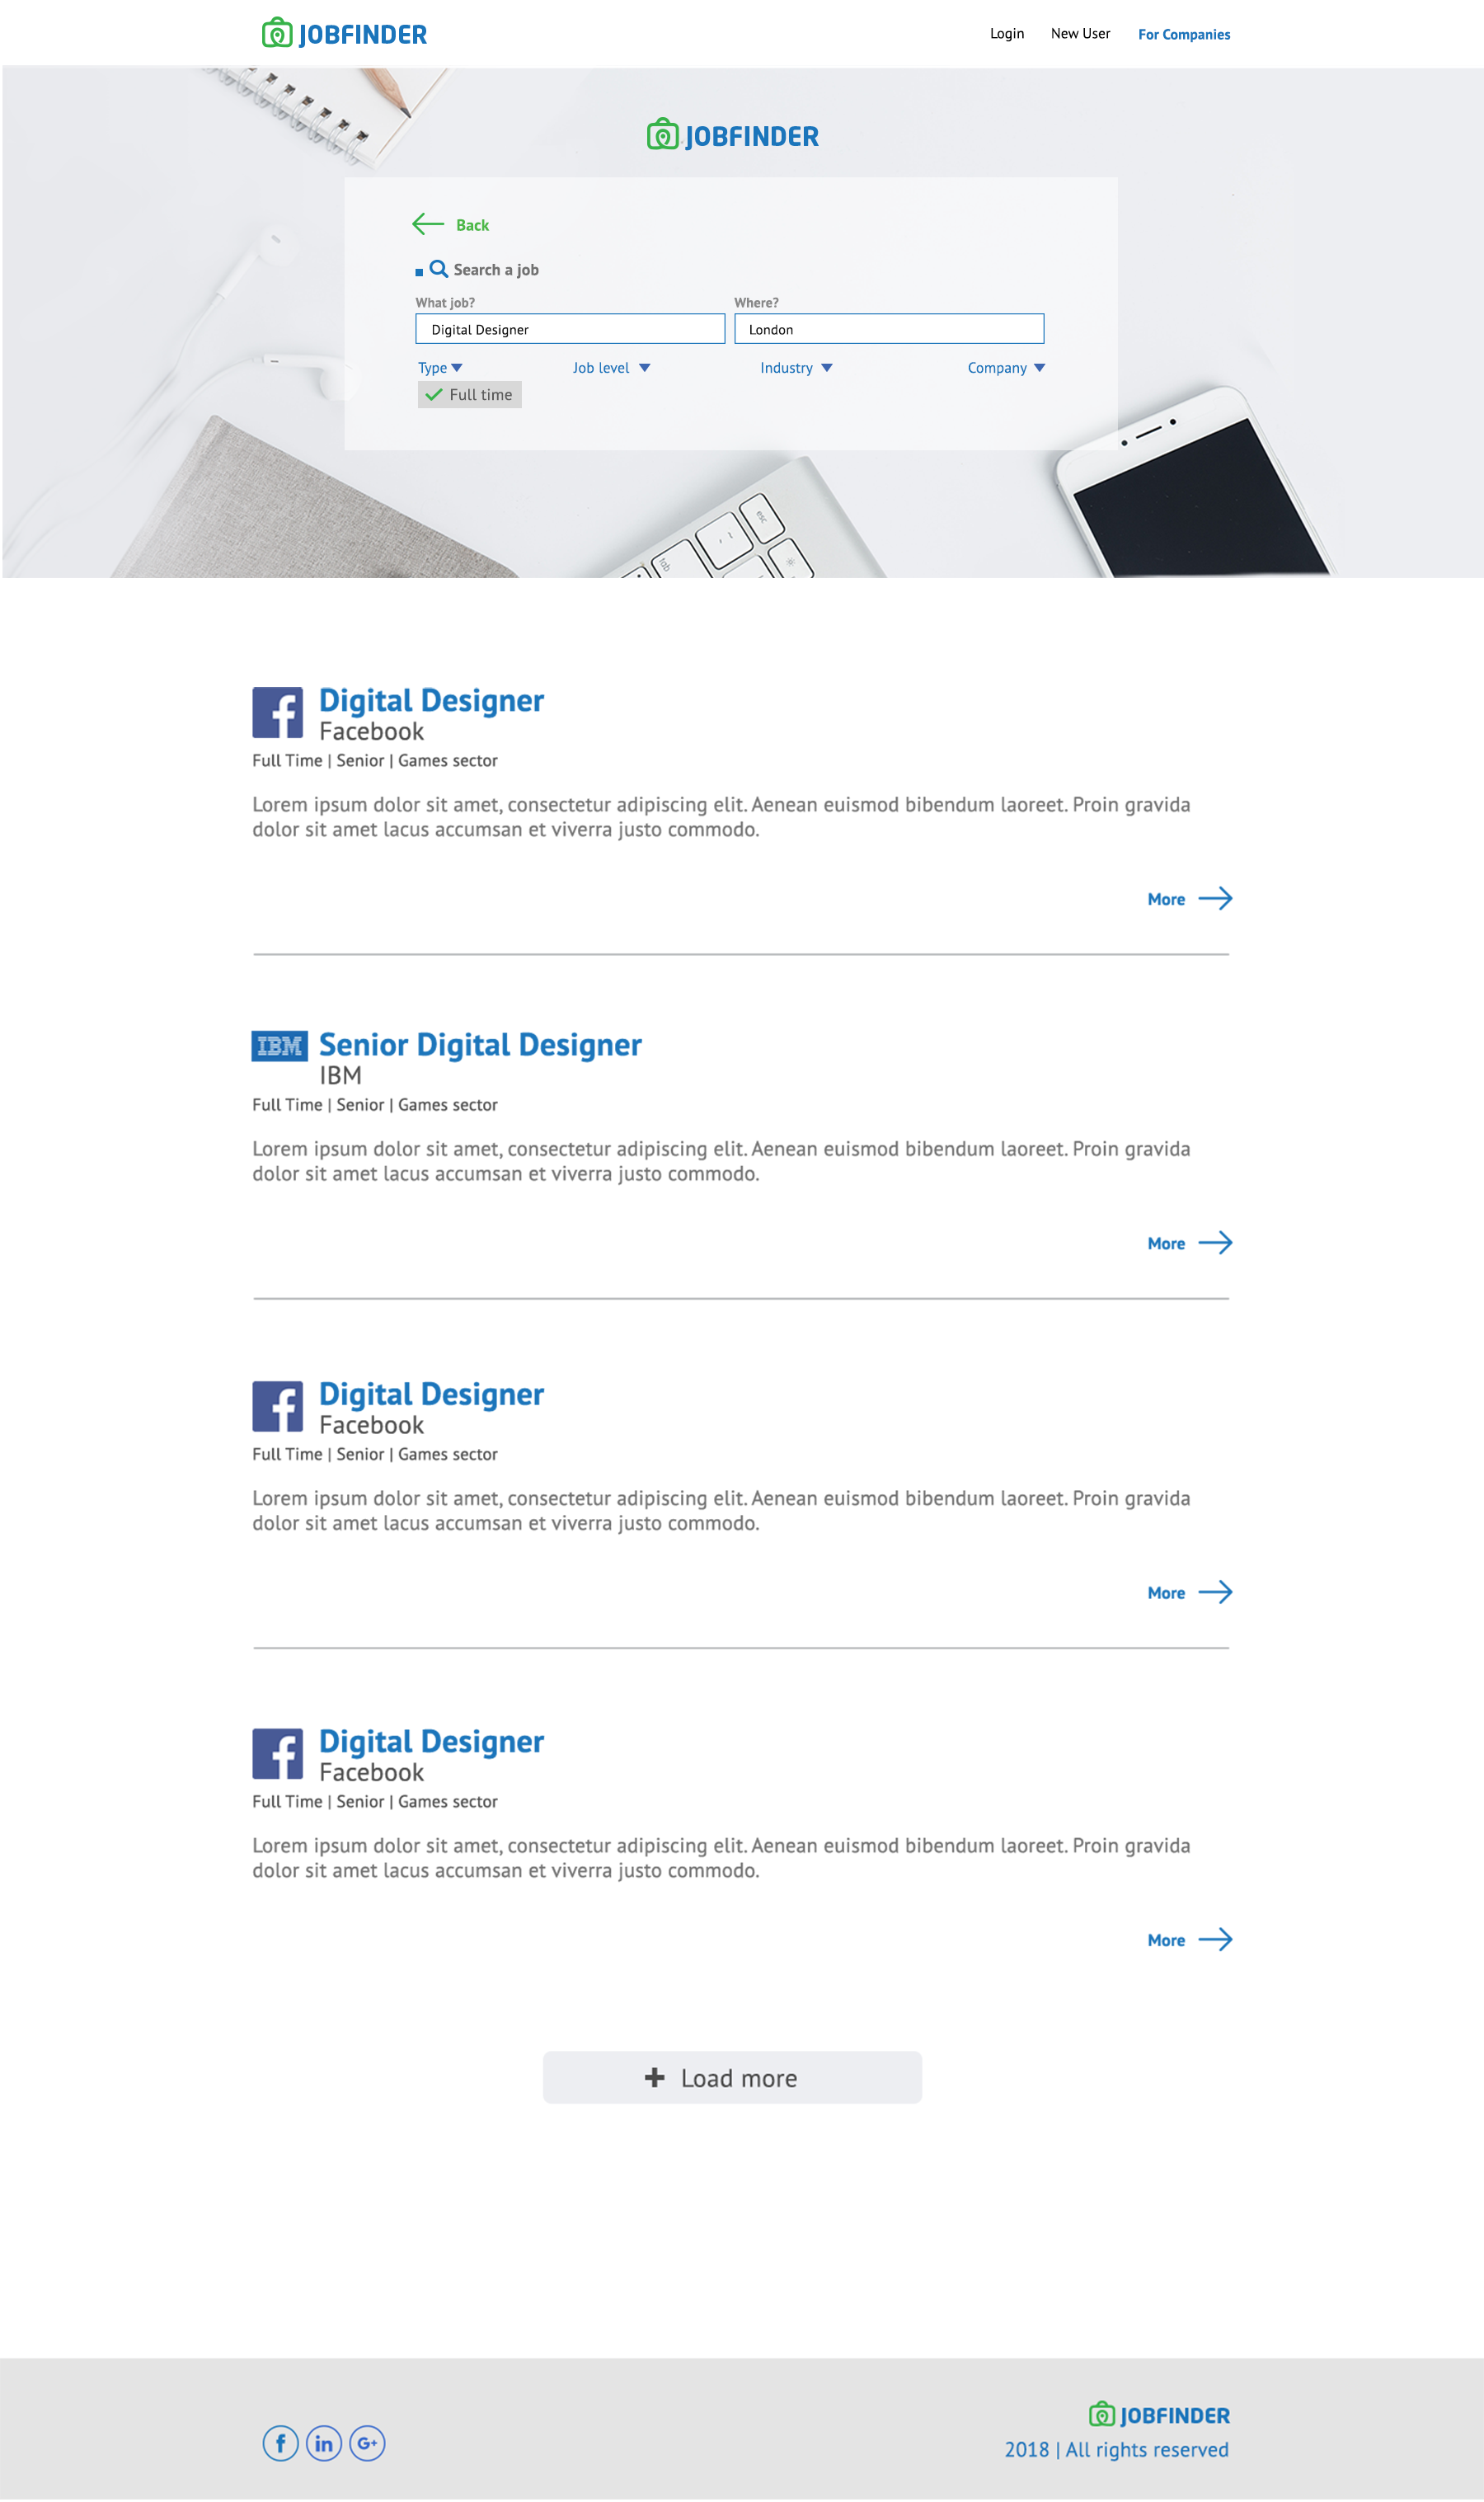 JOBFINDER
Login New User For Companies
JOBFINDER
Back
Search a job
What job? Where?
Digital Designer London
Type Job level Industry Company
Full time
esc
tab
Digital Designer
Facebook
Full Time | Senior | Games sector
Lorem ipsum dolor sit amet, consectetur adipiscing elit. Aenean euismod bibendum laoreet. Proin gravida
dolor sit amet lacus accumsan et viverra justo commodo.
More
IBM Senior Digital Designer
IBM
Full Time | Senior | Games sector
Lorem ipsum dolor sit amet, consectetur adipiscing elit. Aenean euismod bibendum laoreet. Proin gravida
dolor sit amet lacus accumsan et viverra justo commodo.
More
Digital Designer
Facebook
Full Time | Senior | Games sector
Lorem ipsum dolor sit amet, consectetur adipiscing elit. Aenean euismod bibendum laoreet. Proin gravida
dolor sit amet lacus accumsan et viverra justo commodo.
More
Digital Designer
Facebook
Full Time | Senior | Games sector
Lorem ipsum dolor sit amet, consectetur adipiscing elit. Aenean euismod bibendum laoreet. Proin gravida
dolor sit amet lacus accumsan et viverra justo commodo.
More
+ Load more
JOBFINDER
f in G+
2018 | All rights reserved